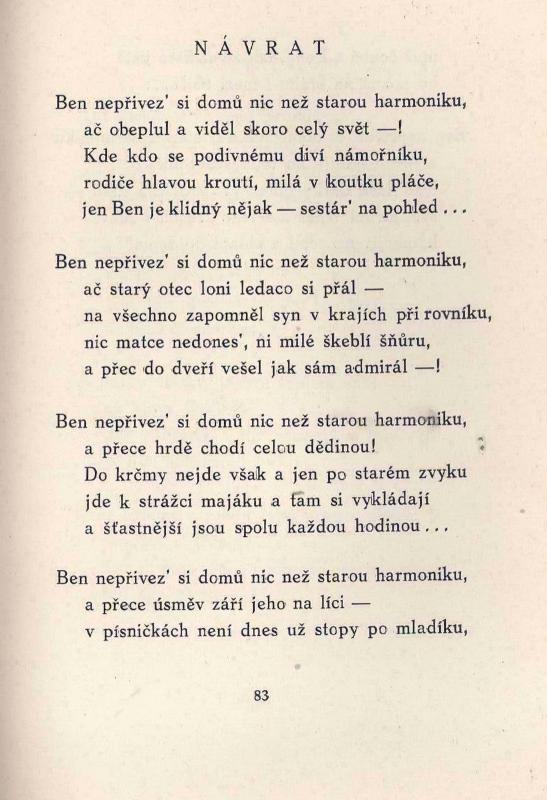 NÁVRAT
Ben nepřivez' si domů nic než starou harmoniku,
ač obeplul a viděl skoro celý svět —!
Kde kdo se podivnému diví námořníku,
rodiče hlavou kroutí, milá v koutku pláče,
jen Ben je klidný nějak — sestár' na pohled ...
Ben nepřivez' si domů nic než starou harmoniku,
ač starý otec loni ledaco si přál —
na všechno zapomněl syn v krajích při rovníku,
nic matce nedones', ni milé škeblí šňůru,
a přec do dveří vešel jak sám admirál —!
Ben nepřivez' si domů nic než starou harmoniku,
a přece hrdě chodí celou dědinou!
Do krčmy nejde však a jen po starém zvyku
jde k strážci majáku a tam si vykládají
a šťastnější jsou spolu každou hodinou ...
Ben nepřivez' si domů nic než starou harmoniku,
a přece úsměv září jeho na líci —
v písničkách není dnes už stopy po mladíku,
83